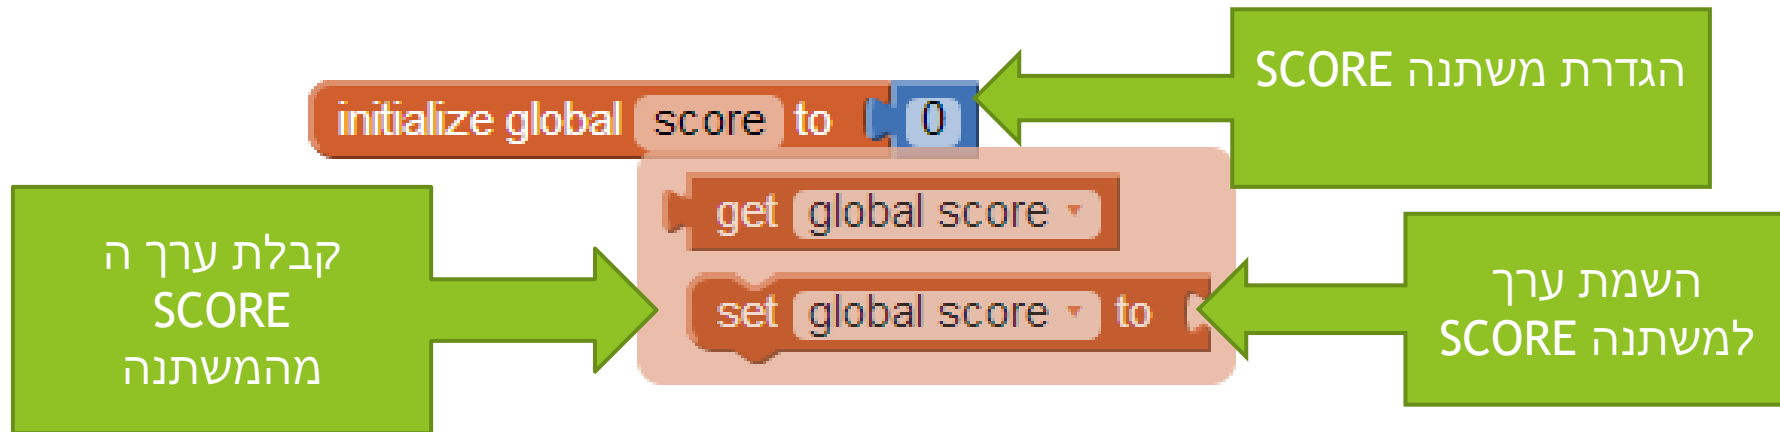 הגדרת משתנה SCORE
initialize global score to 0
get global score
set global score to
קבלת ערך ה
SCORE
מהמשתנה
השמת ערך
למשתנה SCORE